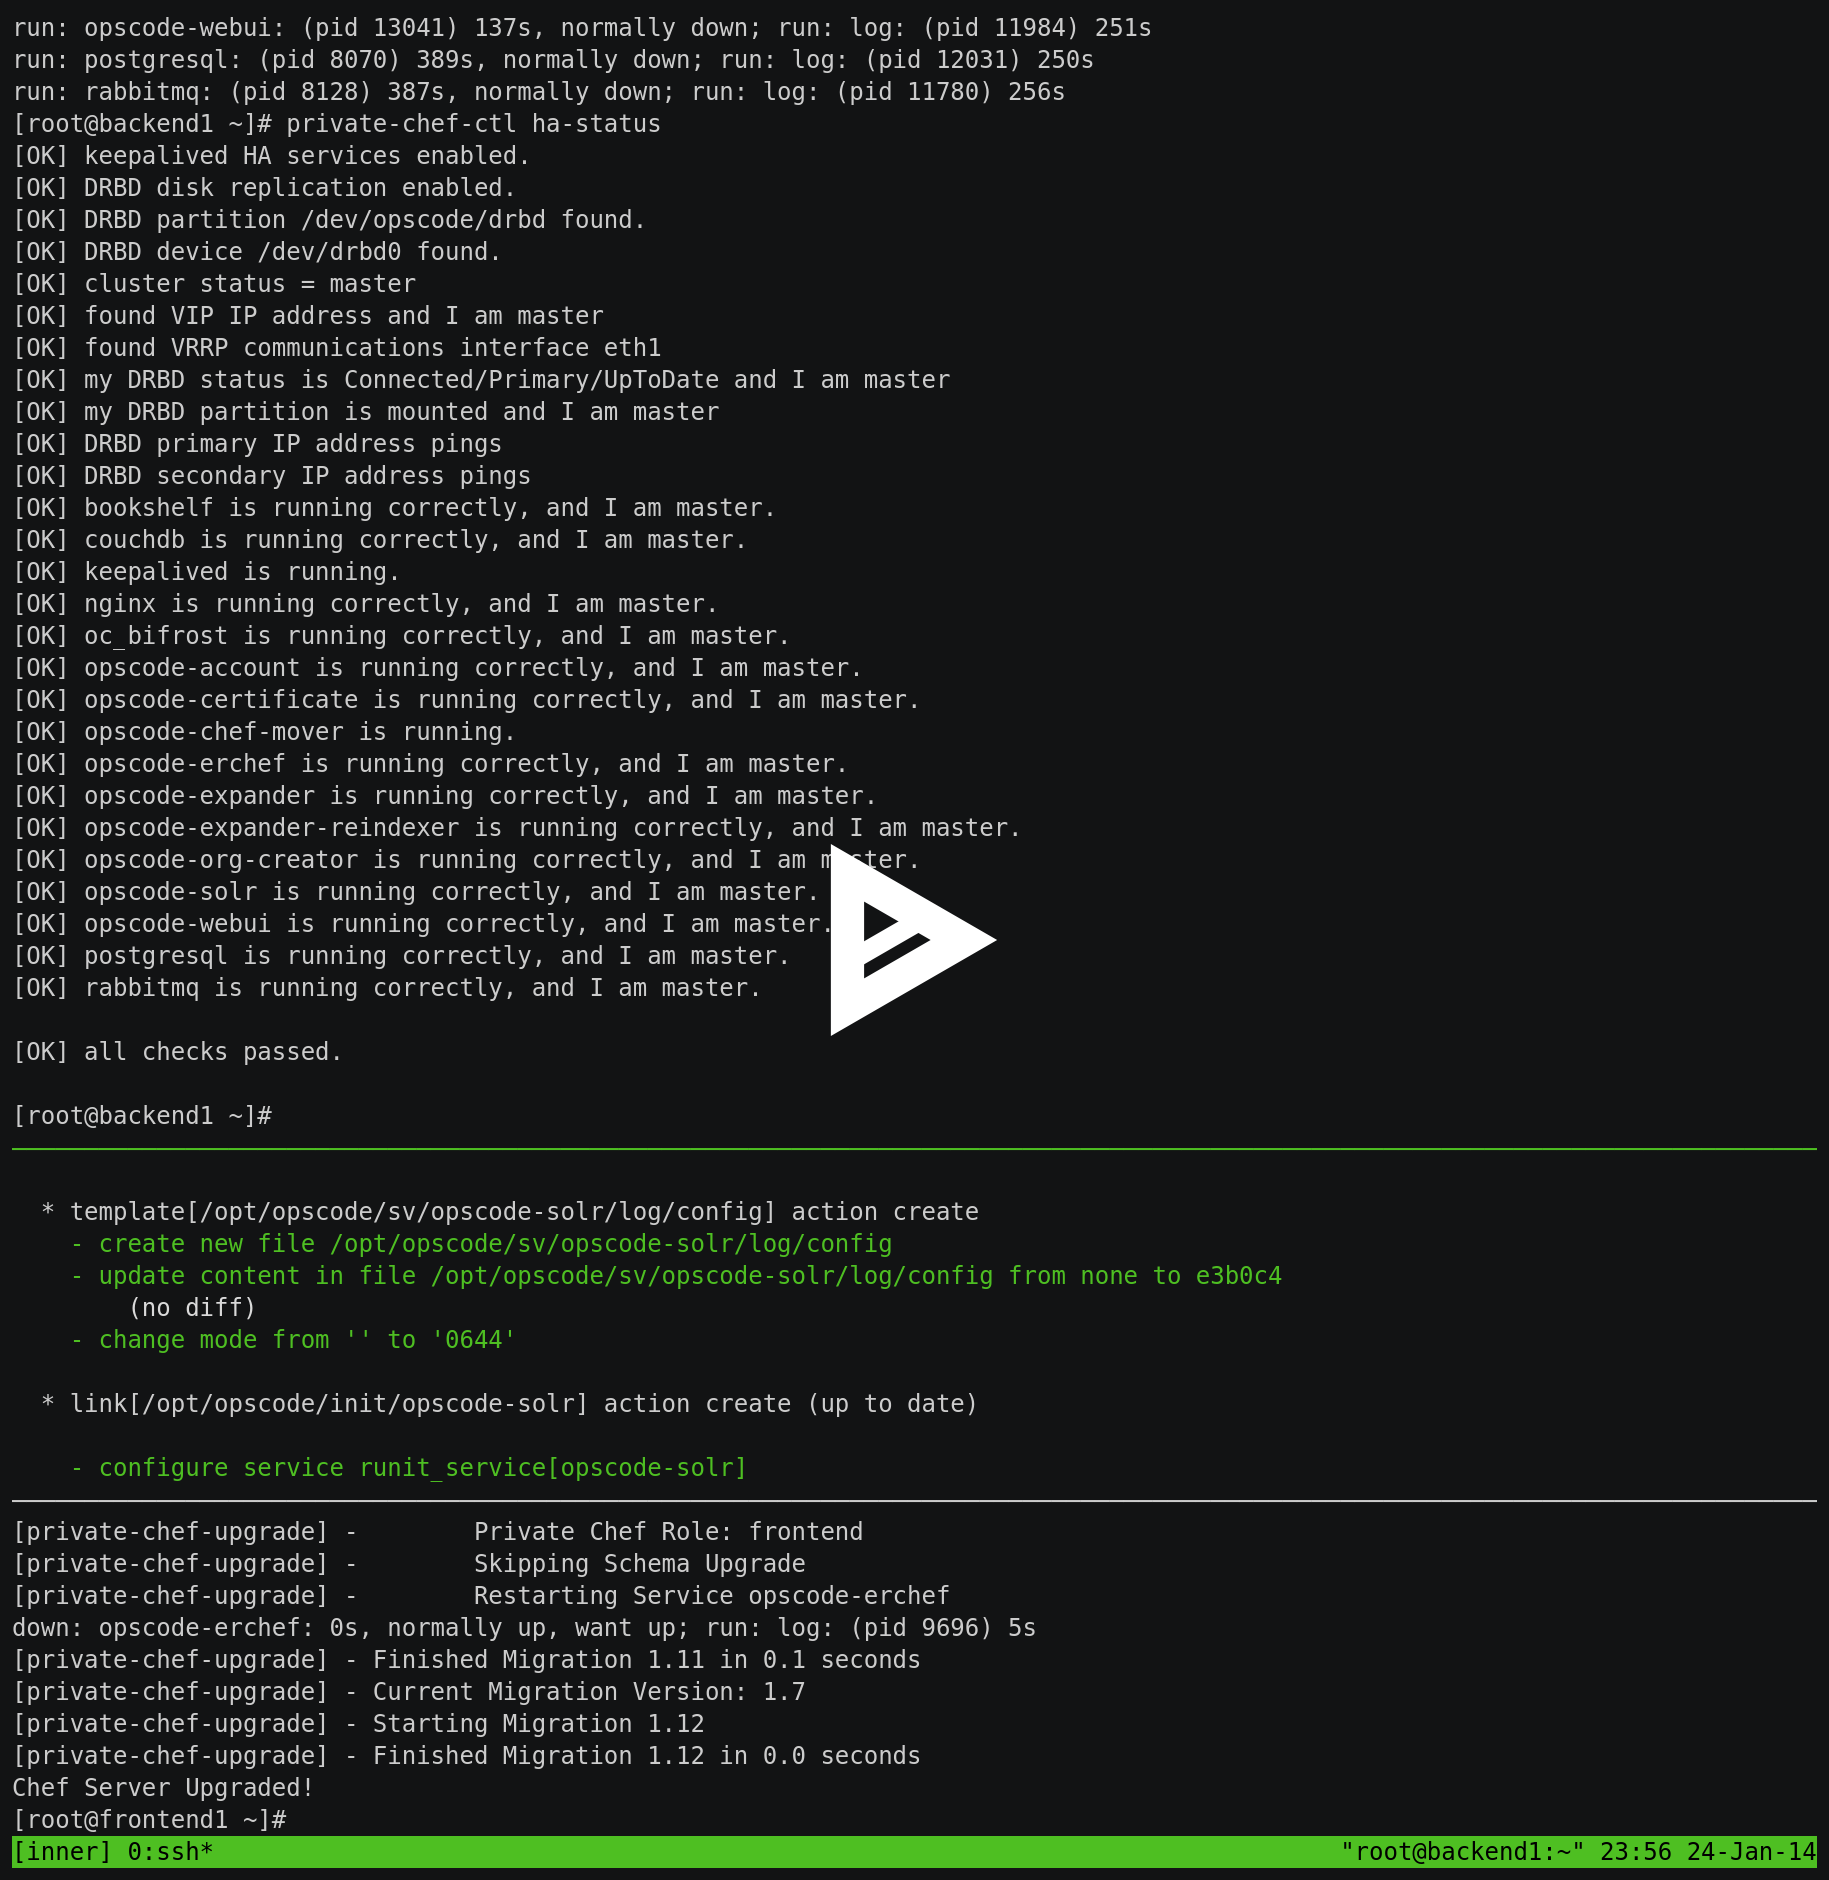 run: opscode-webui: (pid 13041) 137s, normally down; run: log: (pid 11984) 251s
run: postgresql: (pid 8070) 389s, normally down; run: log: (pid 12031) 250s
run: rabbitmq: (pid 8128) 387s, normally down; run: log: (pid 11780) 256s
[root@backend1 ~]# private-chef-ctl ha-status
[OK] keepalived HA services enabled.
[OK] DRBD disk replication enabled.
[OK] DRBD partition /dev/opscode/drbd found.
[OK] DRBD device /dev/drbd0 found.
[OK] cluster status = master
[OK] found VIP IP address and I am master
[OK] found VRRP communications interface eth1
[OK] my DRBD status is Connected/Primary/UpToDate and I am master
[OK] my DRBD partition is mounted and I am master
[OK] DRBD primary IP address pings
[OK] DRBD secondary IP address pings
[OK] bookshelf is running correctly, and I am master.
[OK] couchdb is running correctly, and I am master.
[OK] keepalived is running.
[OK] nginx is running correctly, and I am master.
[OK] oc_bifrost is running correctly, and I am master.
[OK] opscode-account is running correctly, and I am master.
[OK] opscode-certificate is running correctly, and I am master.
[OK] opscode-chef-mover is running.
[OK] opscode-erchef is running correctly, and I am master.
[OK] opscode-expander is running correctly, and I am master.
[OK] opscode-expander-reindexer is running correctly, and I am master.
[OK] opscode-org-creator is running correctly, and I am master.
[OK] opscode-solr is running correctly, and I am master.
[OK] opscode-webui is running correctly, and I am master.
[OK] postgresql is running correctly, and I am master.
[OK] rabbitmq is running correctly, and I am master.
[OK] all checks passed.
[root@backend1 ~]#
* template[/opt/opscode/sv/opscode-solr/log/config] action create
- create new file /opt/opscode/sv/opscode-solr/log/config
- update content in file /opt/opscode/sv/opscode-solr/log/config from none to e3b0c4
(no diff)
- change mode from '' to '0644'
* link[/opt/opscode/init/opscode-solr] action create (up to date)
- configure service runit_service[opscode-solr]
[private-chef-upgrade] -        Private Chef Role: frontend
[private-chef-upgrade] -        Skipping Schema Upgrade
[private-chef-upgrade] -        Restarting Service opscode-erchef
down: opscode-erchef: 0s, normally up, want up; run: log: (pid 9696) 5s
[private-chef-upgrade] - Finished Migration 1.11 in 0.1 seconds
[private-chef-upgrade] - Current Migration Version: 1.7
[private-chef-upgrade] - Starting Migration 1.12
[private-chef-upgrade] - Finished Migration 1.12 in 0.0 seconds
Chef Server Upgraded!
[root@frontend1 ~]#
[inner] 0:ssh* "root@backend1:~" 23:56 24-Jan-14